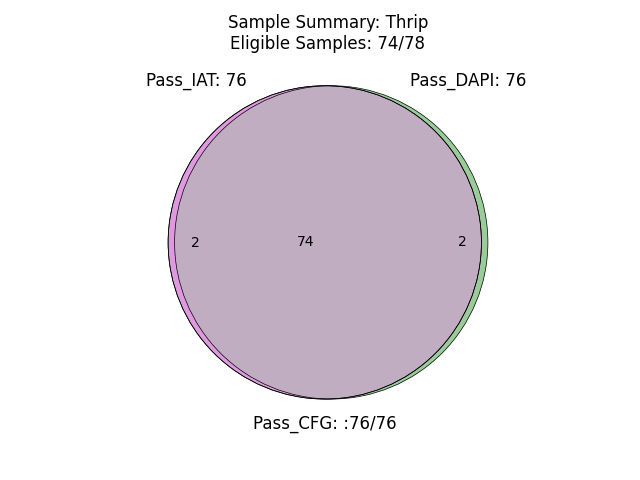 Sample Summary: Thrip
Eligible Samples: 74/78
Pass_IAT: 76
Pass_DAPI: 76
2
74
2
Pass_CFG: :76/76